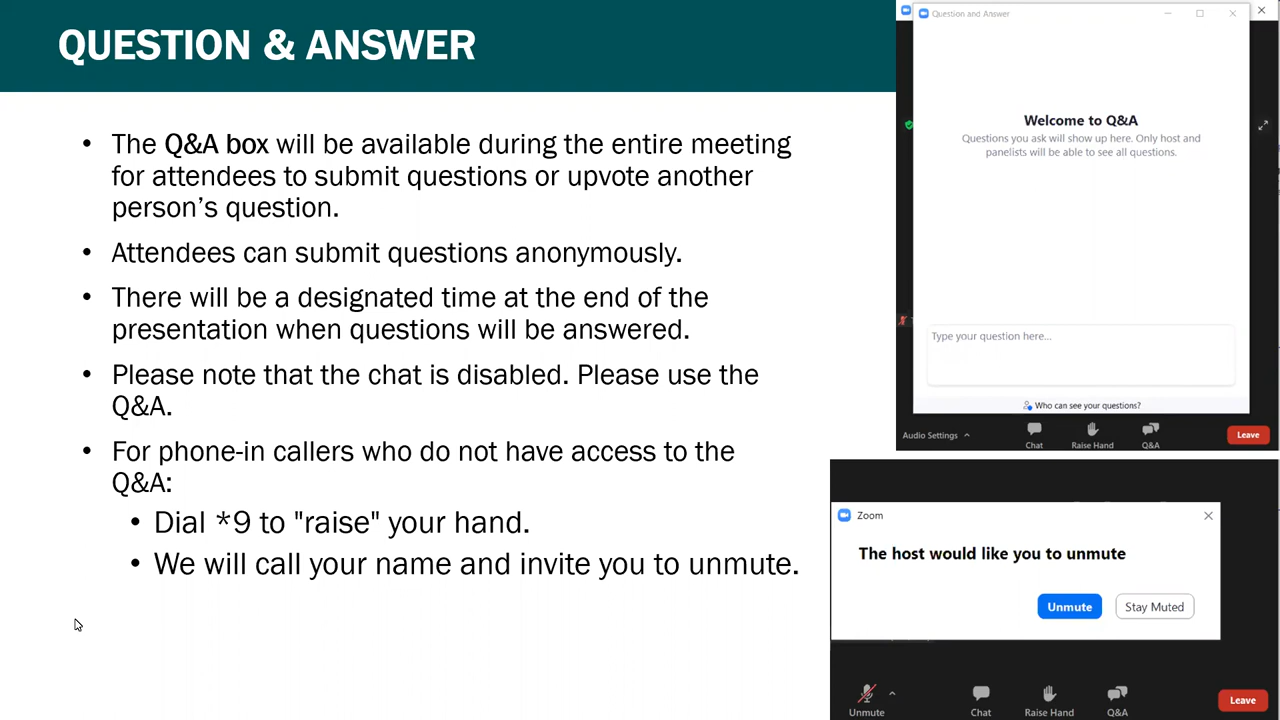 QUESTION & ANSWER
• The Q&A box will be available during the entire meeting
for attendees to submit questions or upvote another
person’s question.
• Attendees can submit questions anonymously.
• There will be a designated time at the end of the
presentation when questions will be answered.
• Please note that the chat is disabled. Please use the
Q&A.
• For phone-in callers who do not have access to the
Q&A:
• Dial *9 to "raise" your hand.
• We will call your name and invite you to unmute.
Question and Answer
Welcome to Q&A
Questions you ask will show up here. Only host and
panelists will be able to see all questions.
Type your question here...
Who can see your questions?
Audio Settings
Chat
Raise Hand
Q&A
Leave
Zoom
The host would like you to unmute
Unmute
Stay Muted
Unmute
Chat
Raise Hand
Q&A
Leave